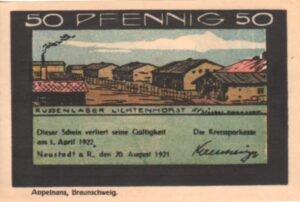 50 PFENNIG 50
RUSSENLAGER LICHTENHORST
Dieser Schein verliert seine Gültigkeit
am 1. April 1922.
Die Kreissparkasse
Neustadt a R., den 20. August 1921
Appelhans, Braunschweig.